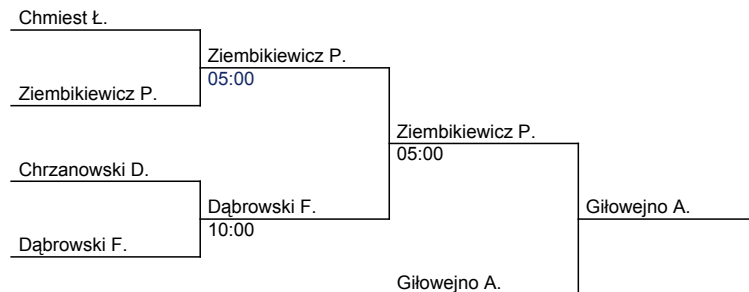 Chmiest Ł.
Ziembikiewicz P.
05:00
Ziembikiewicz P.
Ziembikiewicz P.
05:00
Chrzanowski D.
Dąbrowski F.
10:00
Giłowejno A.
Dąbrowski F.
Giłowejno A.